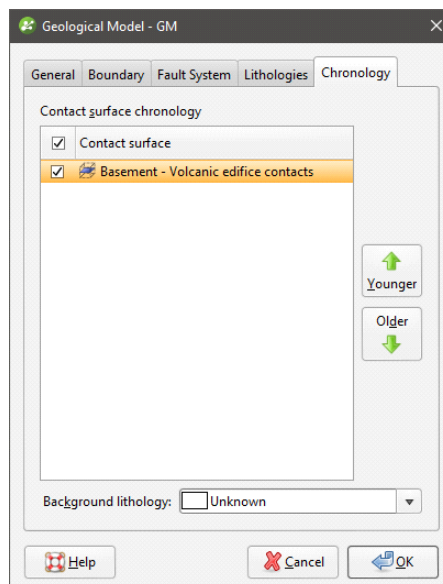 Geological Model - GM
General Boundary Fault System Lithologies Chronology
Contact surface chronology
Contact surface
Basement - Volcanic edifice contacts
Younger
Older
Background lithology: Unknown
Help Cancel OK